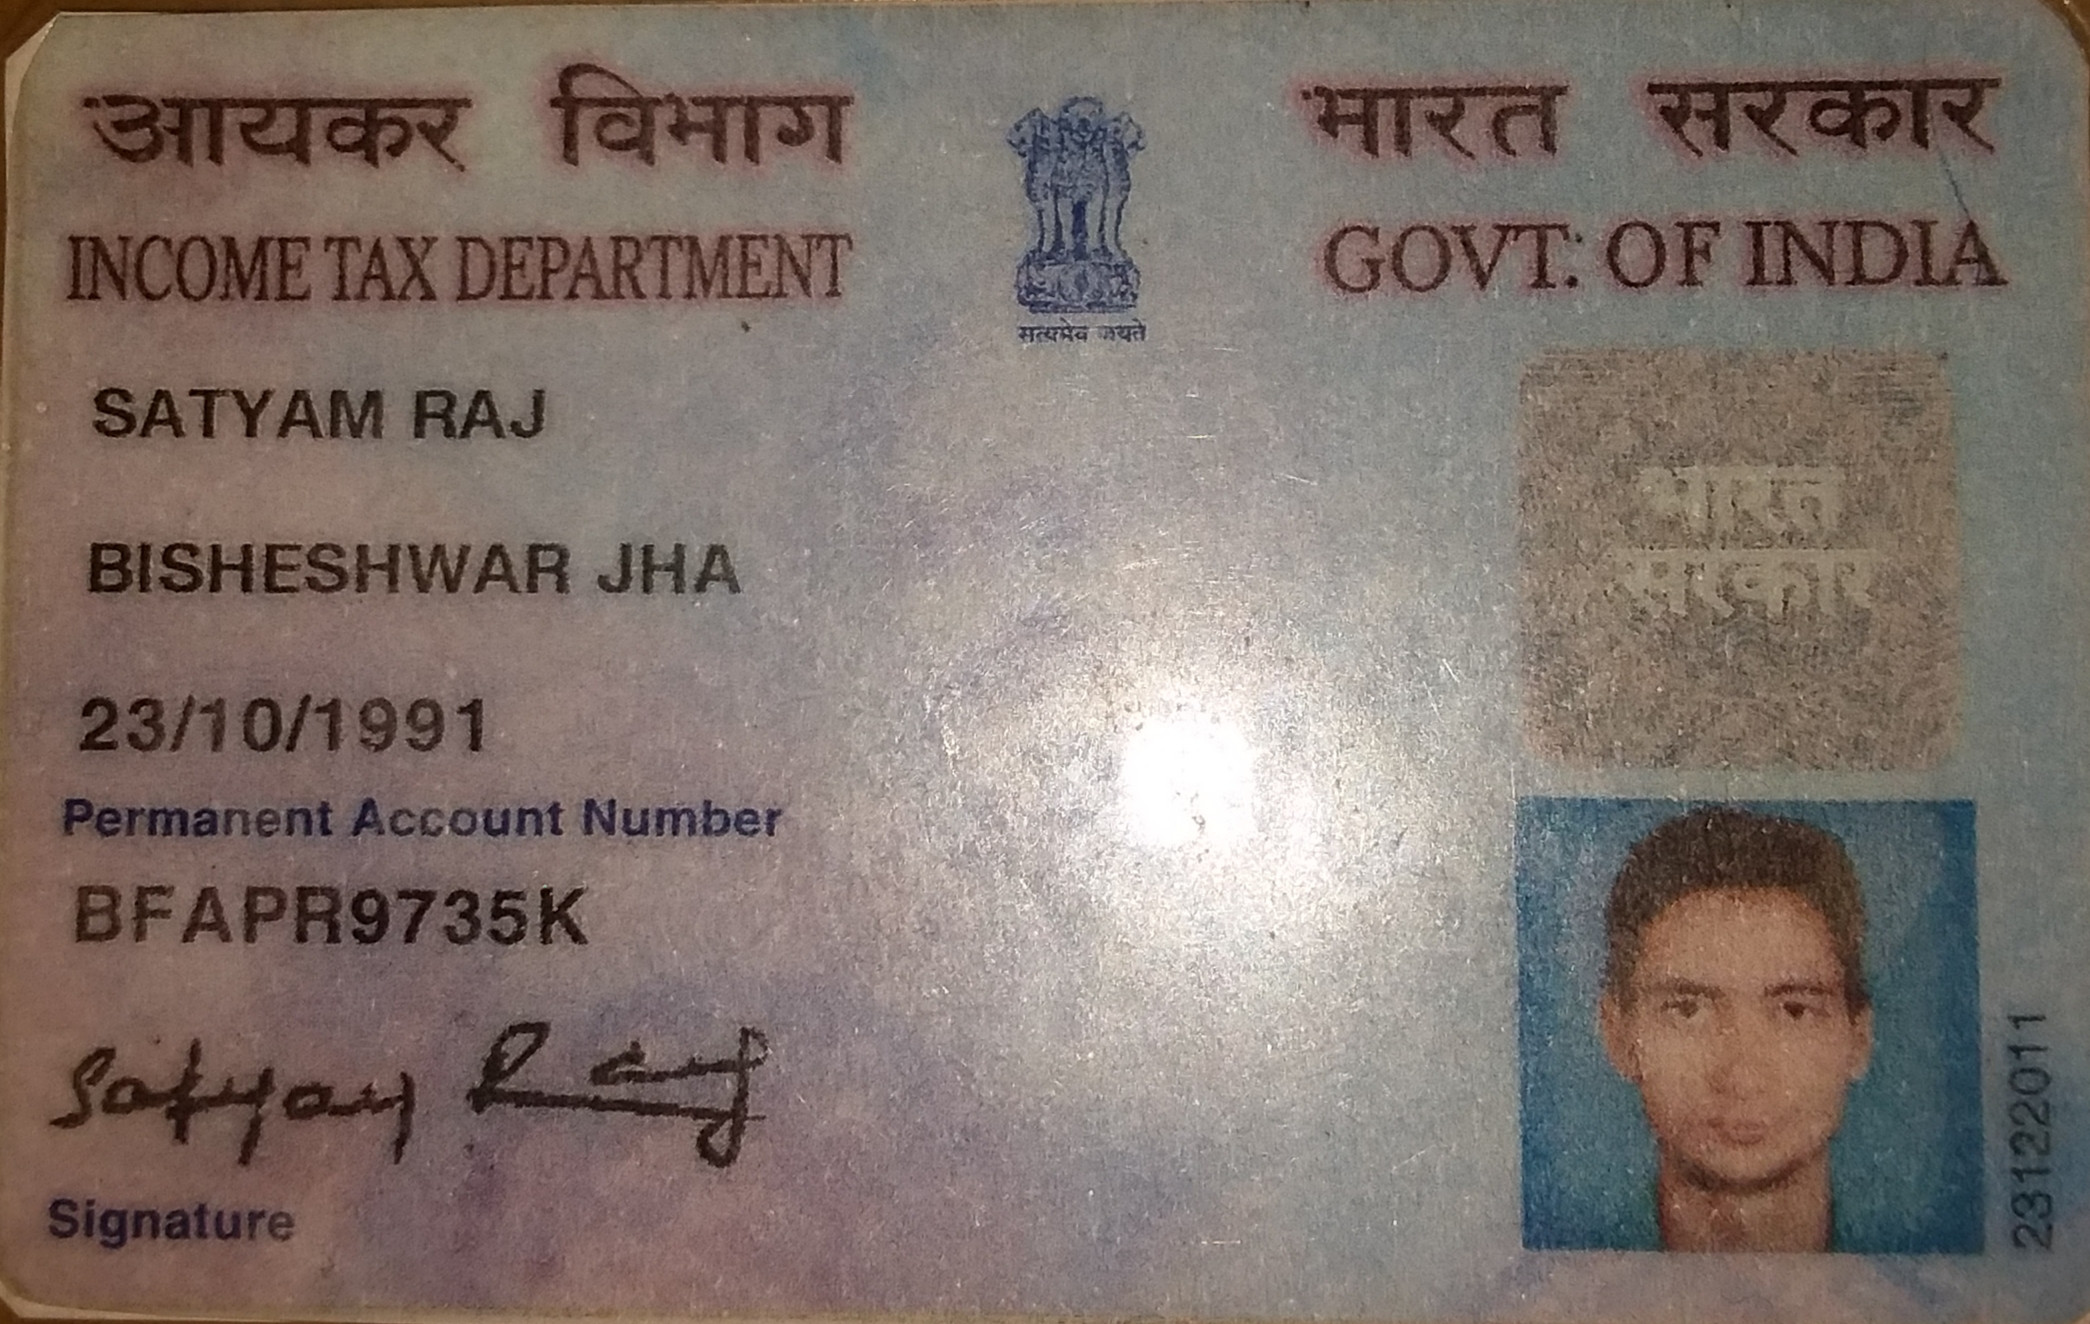 आयकर विभाग
INCOME TAX DEPARTMENT
सत्यमेव जयते
भारत सरकार
GOVT. OF INDIA
SATYAM RAJ
BISHESHWAR JHA
23/10/1991
Permanent Account Number
BFAPR9735K
Satyam Raj
Signature
भारत
सरकार
23122011